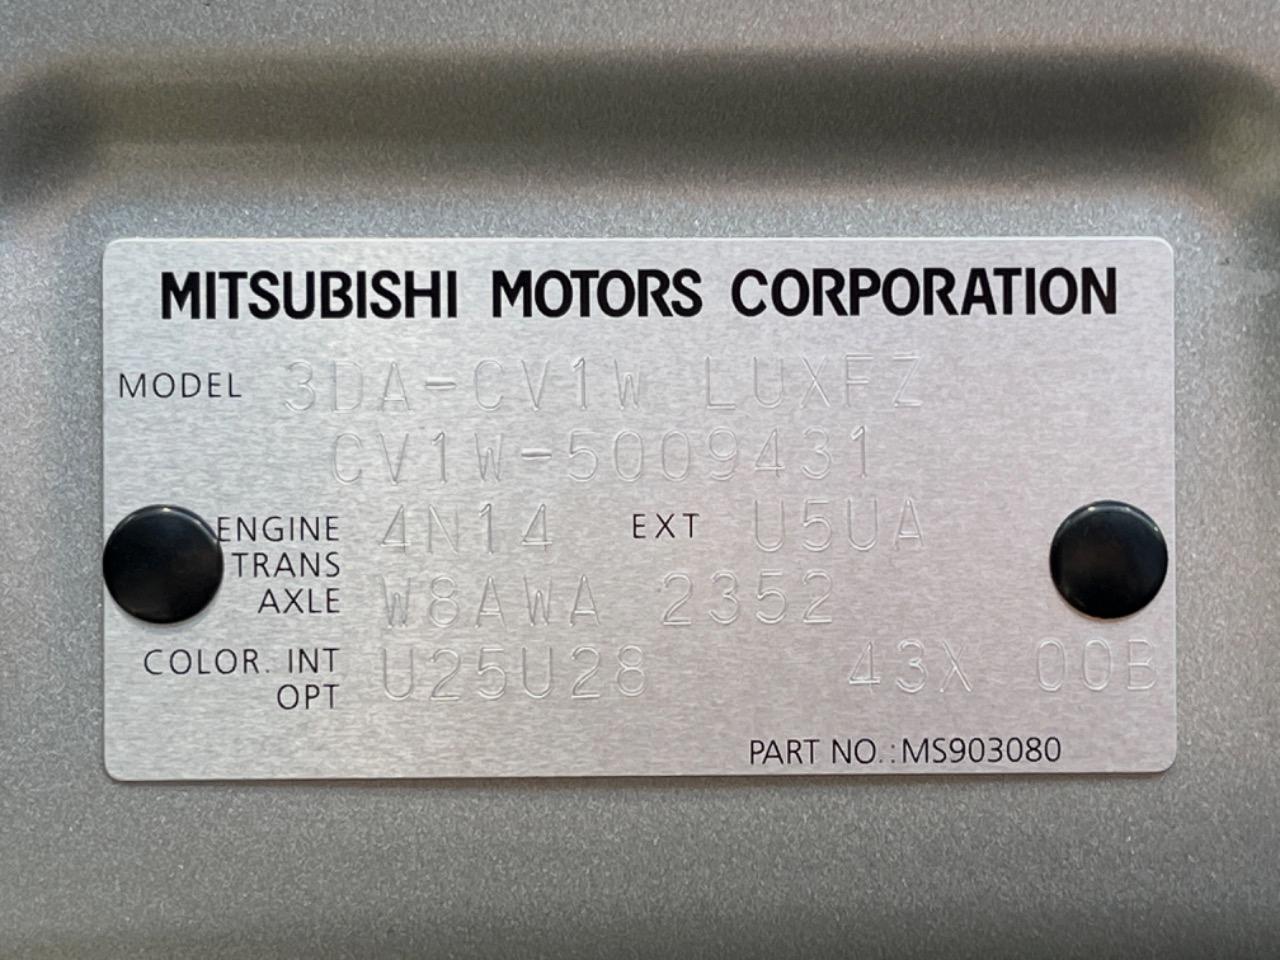 MITSUBISHI MOTORS CORPORATION
MODEL 3DA-CV1W LUXFZ
CV1W-5009431
ENGINE 4N14 EXT U5UA
TRANS
AXLE W8AWA 2352
COLOR. INT U25U28 43X 00B
OPT
PART NO.:MS903080